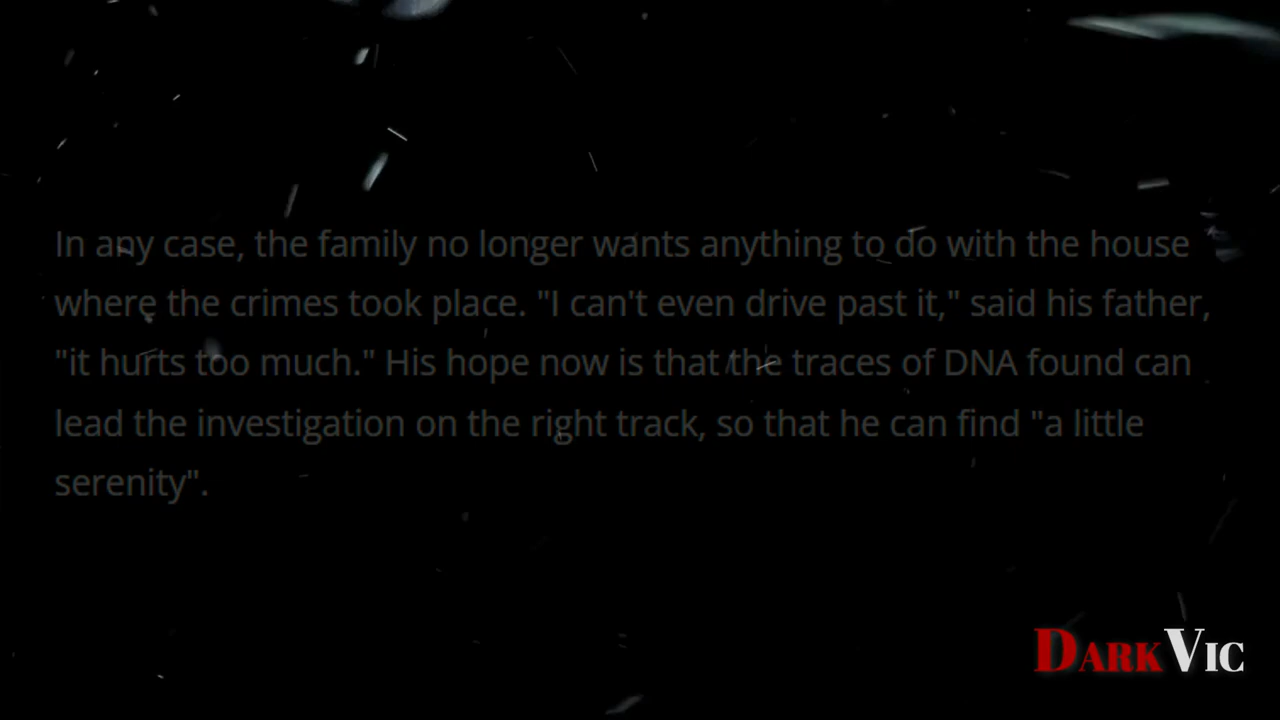 In any case, the family no longer wants anything to do with the house
where the crimes took place. "I can't even drive past it," said his father,
"it hurts too much." His hope now is that the traces of DNA found can
lead the investigation on the right track, so that he can find "a little
serenity".
DARKVIC